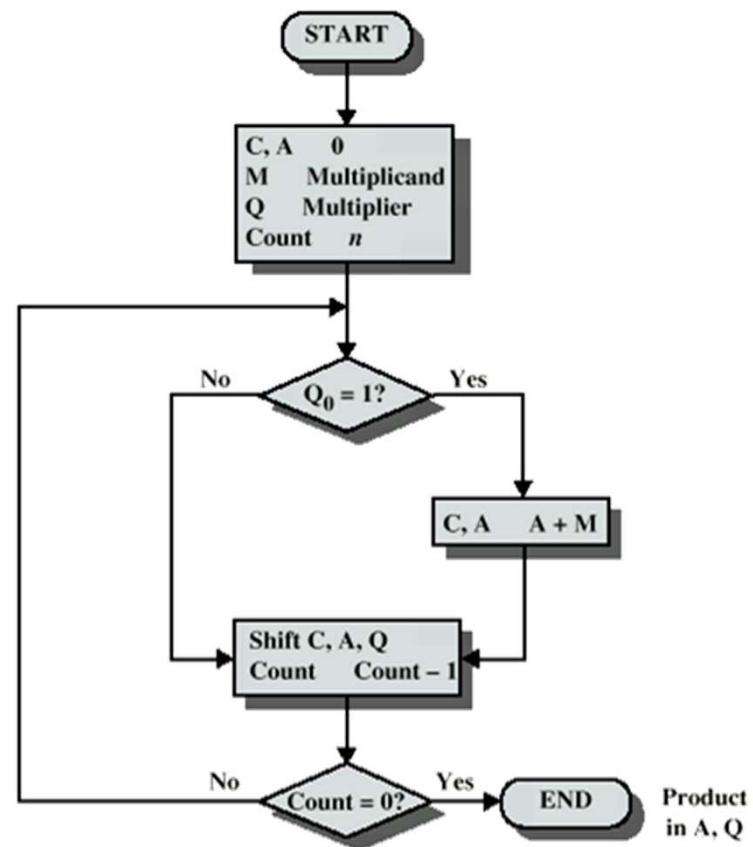 START
C, A 0
M Multiplicand
Q Multiplier
Count n
No
Q0 = 1?
Yes
C, A A + M
Shift C, A, Q
Count Count – 1
No
Count = 0?
Yes
END
Product
in A, Q